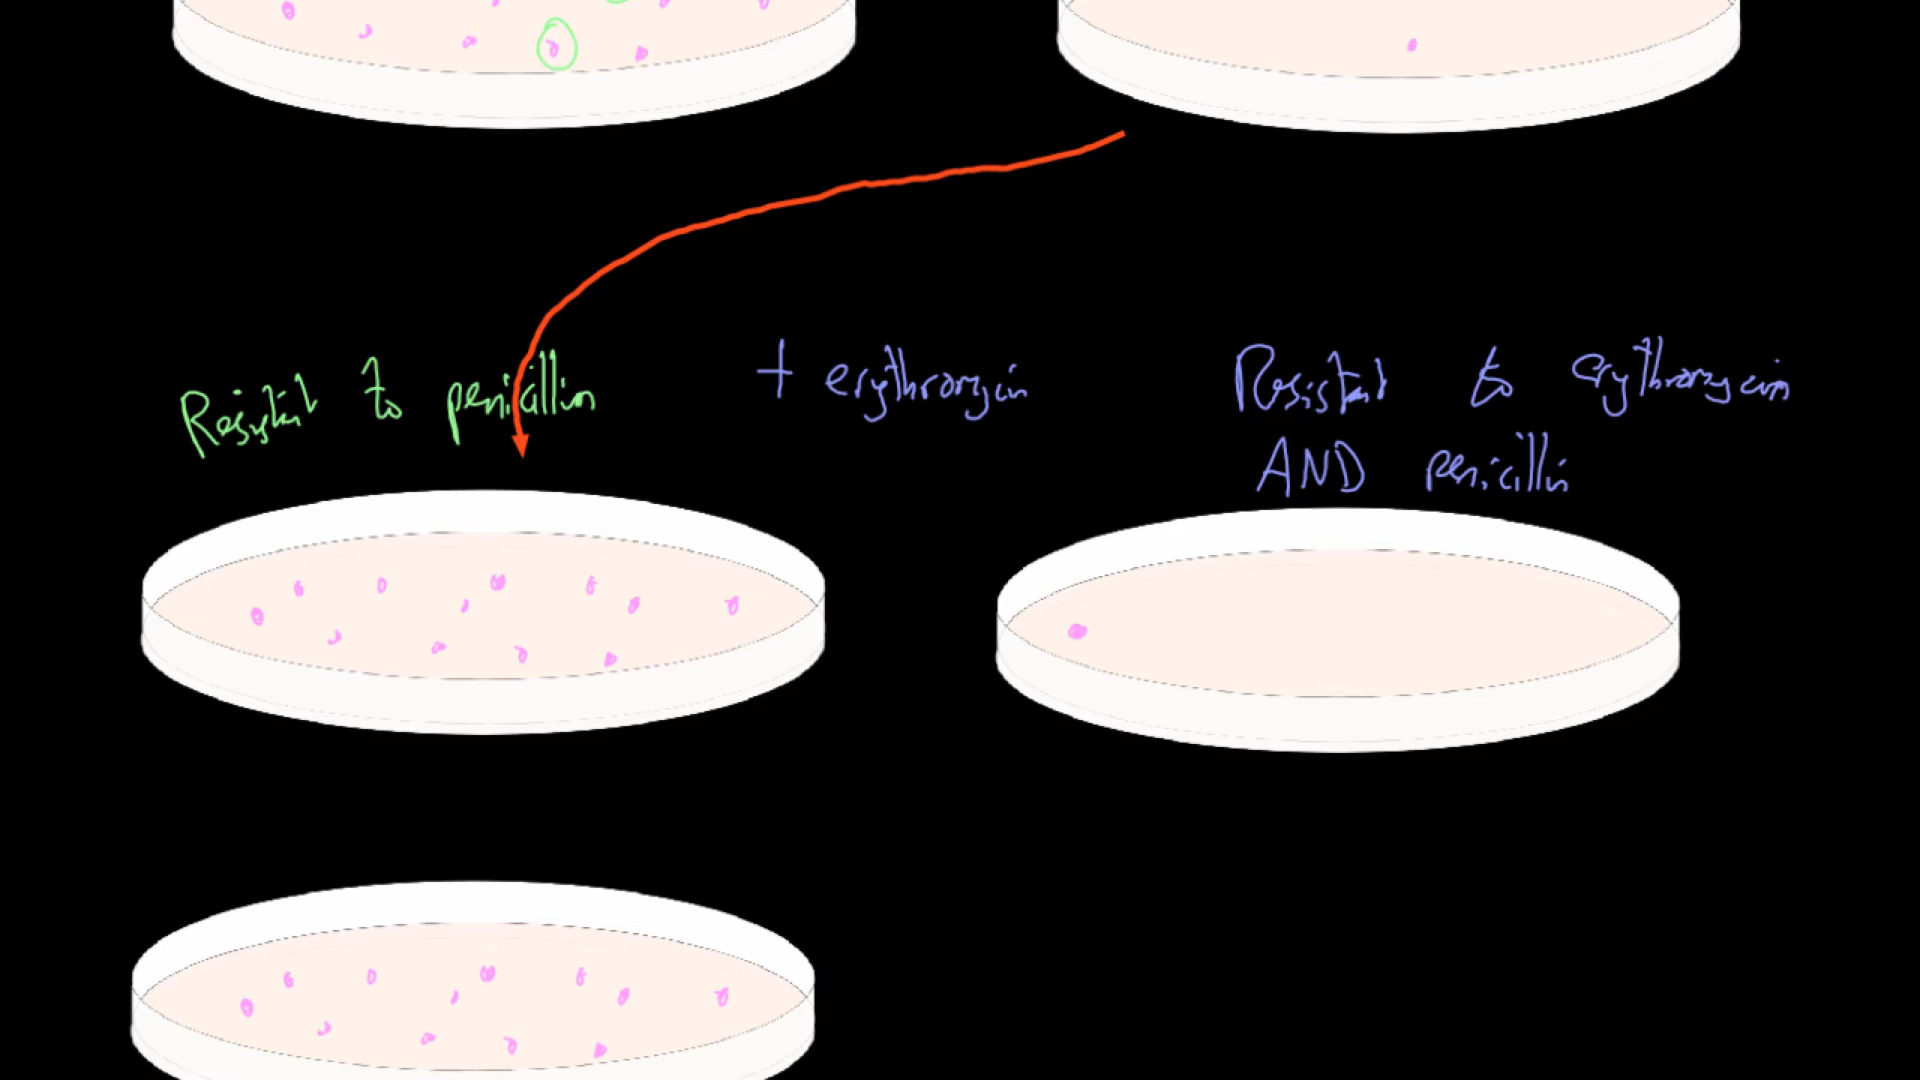 Resistant to penicillin
+ erythromycin
Resistant to erythromycin
AND penicillin